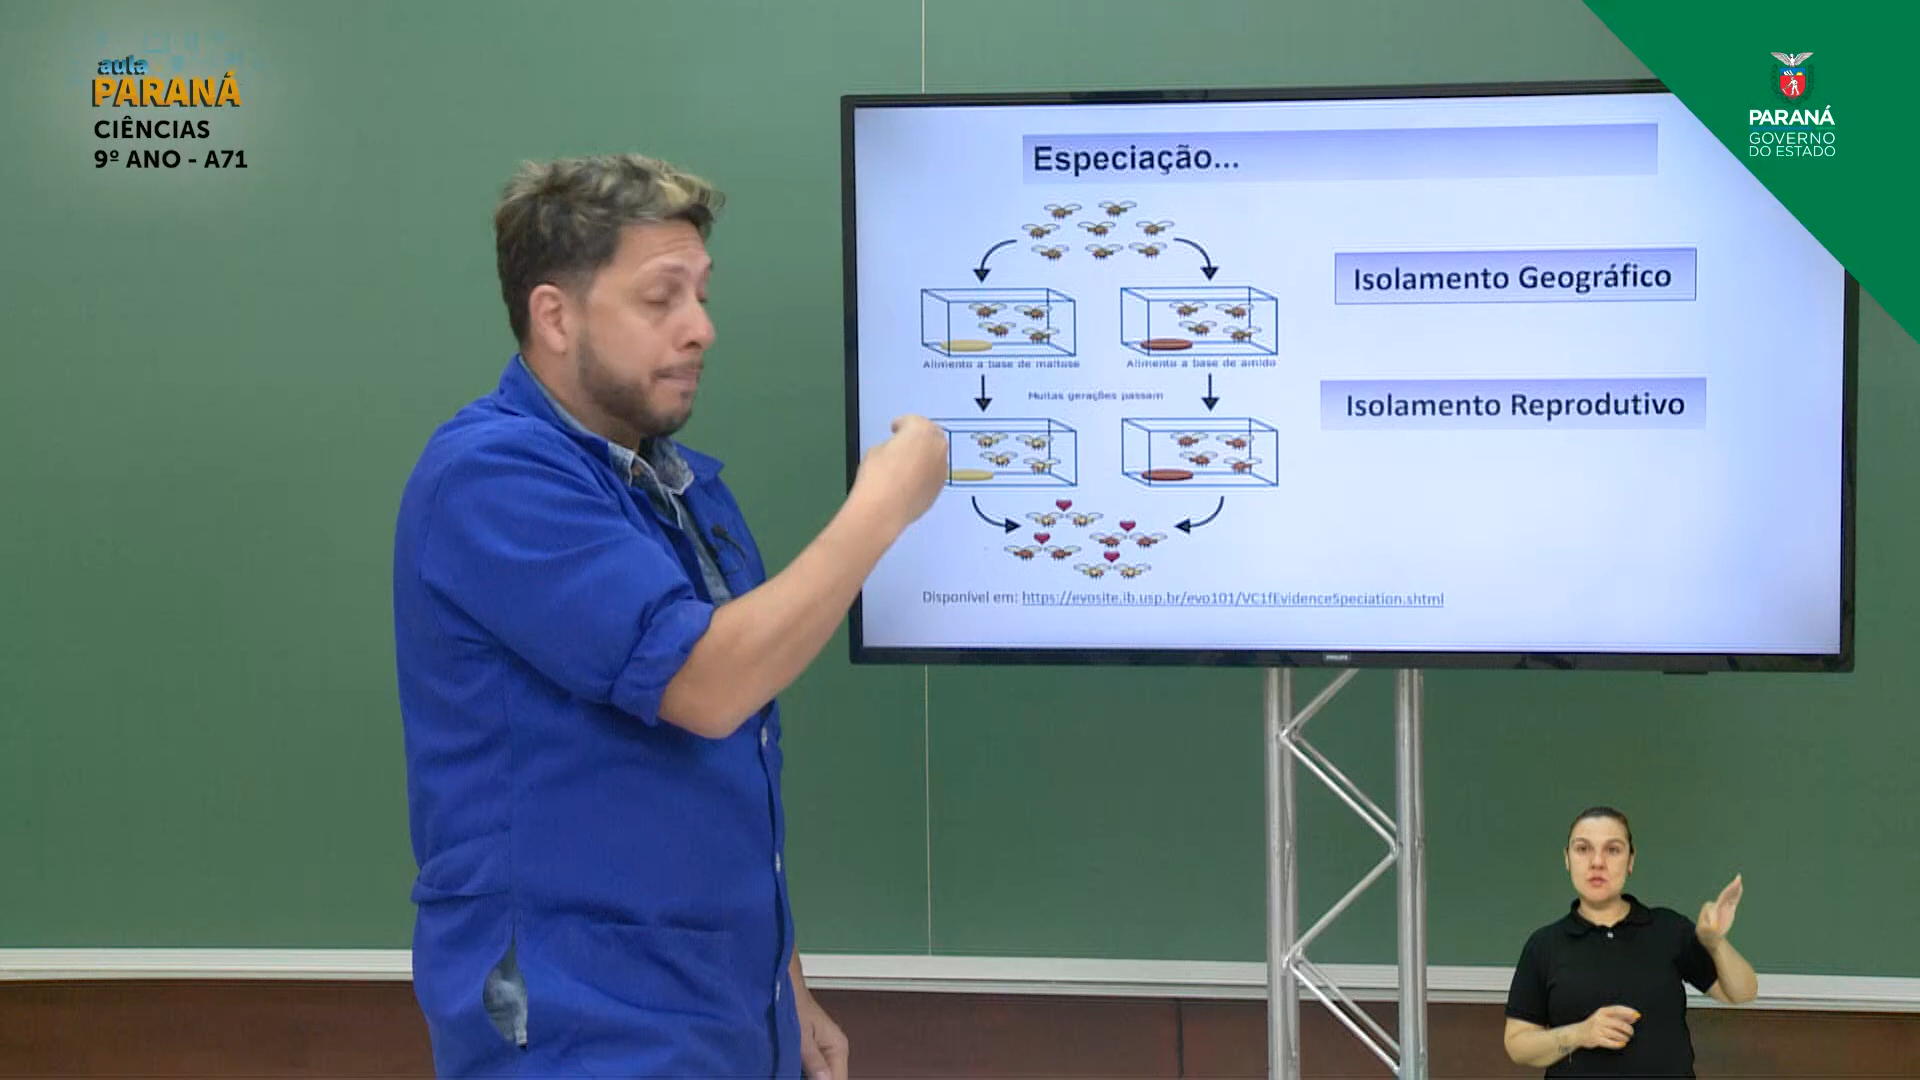 aula
PARANÁ
CIÊNCIAS
9º ANO - A71
PARANÁ
GOVERNO
DO ESTADO
Especiação...
Isolamento Geográfico
Alimento a base de maltose
Alimento a base de amido
Muitas gerações passam
Isolamento Reprodutivo
Disponível em: https://evosite.ib.usp.br/evo101/VC1fEvidenceSpeciation.shtml
PHILIPS